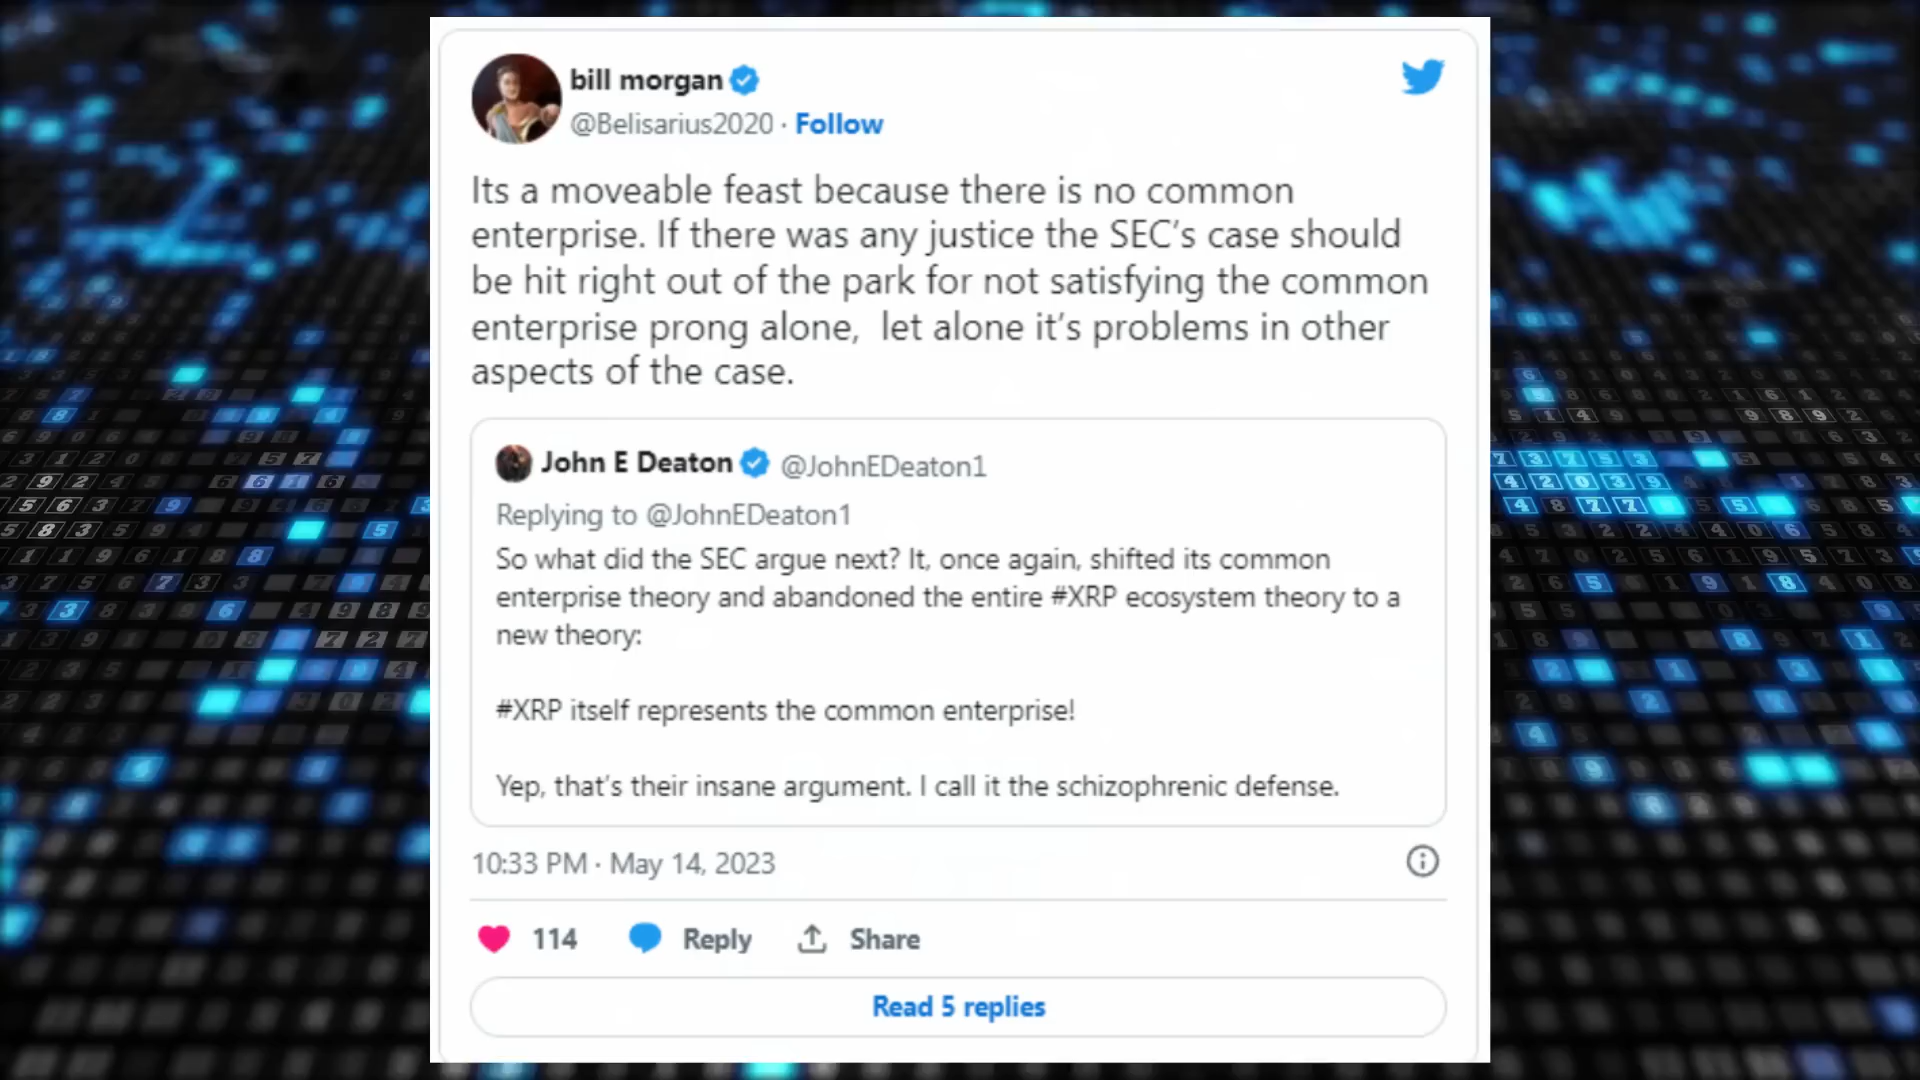 bill morgan
@Belisarius2020 · Follow
Its a moveable feast because there is no common
enterprise. If there was any justice the SEC’s case should
be hit right out of the park for not satisfying the common
enterprise prong alone,  let alone it’s problems in other
aspects of the case.
John E Deaton @JohnEDeaton1
Replying to @JohnEDeaton1
So what did the SEC argue next? It, once again, shifted its common
enterprise theory and abandoned the entire #XRP ecosystem theory to a
new theory:
#XRP itself represents the common enterprise!
Yep, that’s their insane argument. I call it the schizophrenic defense.
10:33 PM · May 14, 2023
114 Reply Share
Read 5 replies